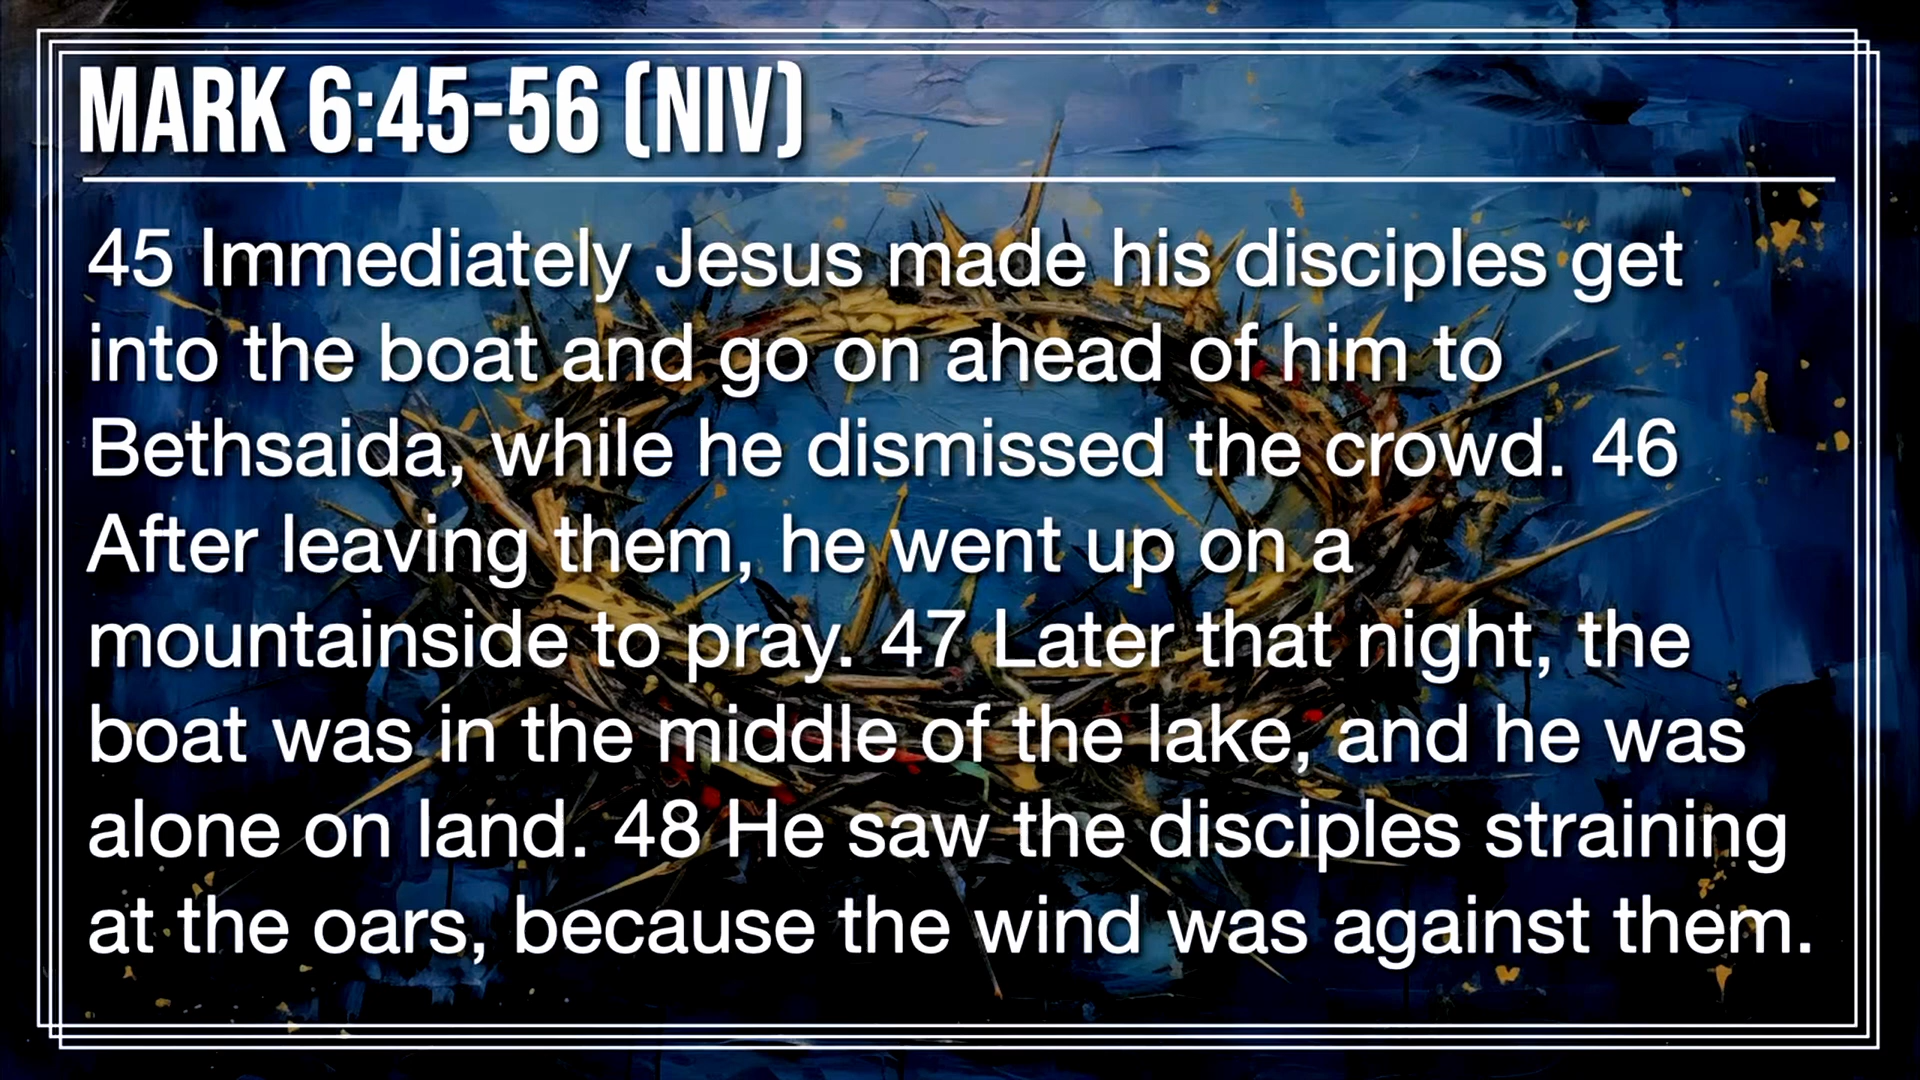 MARK 6:45-56 (NIV)
45 Immediately Jesus made his disciples get
into the boat and go on ahead of him to
Bethsaida, while he dismissed the crowd. 46
After leaving them, he went up on a
mountainside to pray. 47 Later that night, the
boat was in the middle of the lake, and he was
alone on land. 48 He saw the disciples straining
at the oars, because the wind was against them.